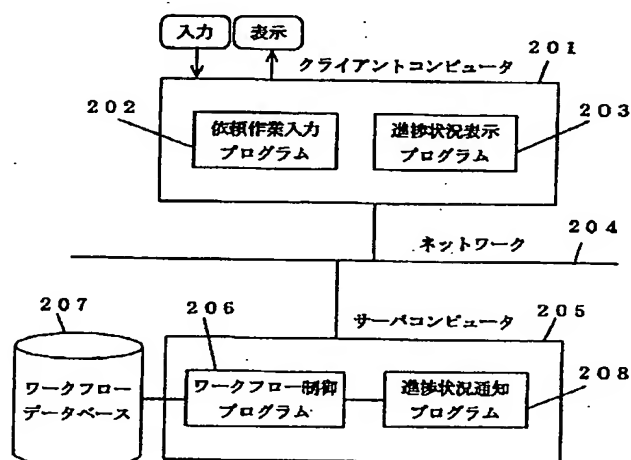 入力 表示
クライアントコンピュータ
201
202
依頼作業入力
プログラム
進捗状況表示
プログラム
203
ネットワーク
204
207
206
サーバコンピュータ
205
ワークフロー
データベース
ワークフロー制御
プログラム
進捗状況通知
プログラム
208